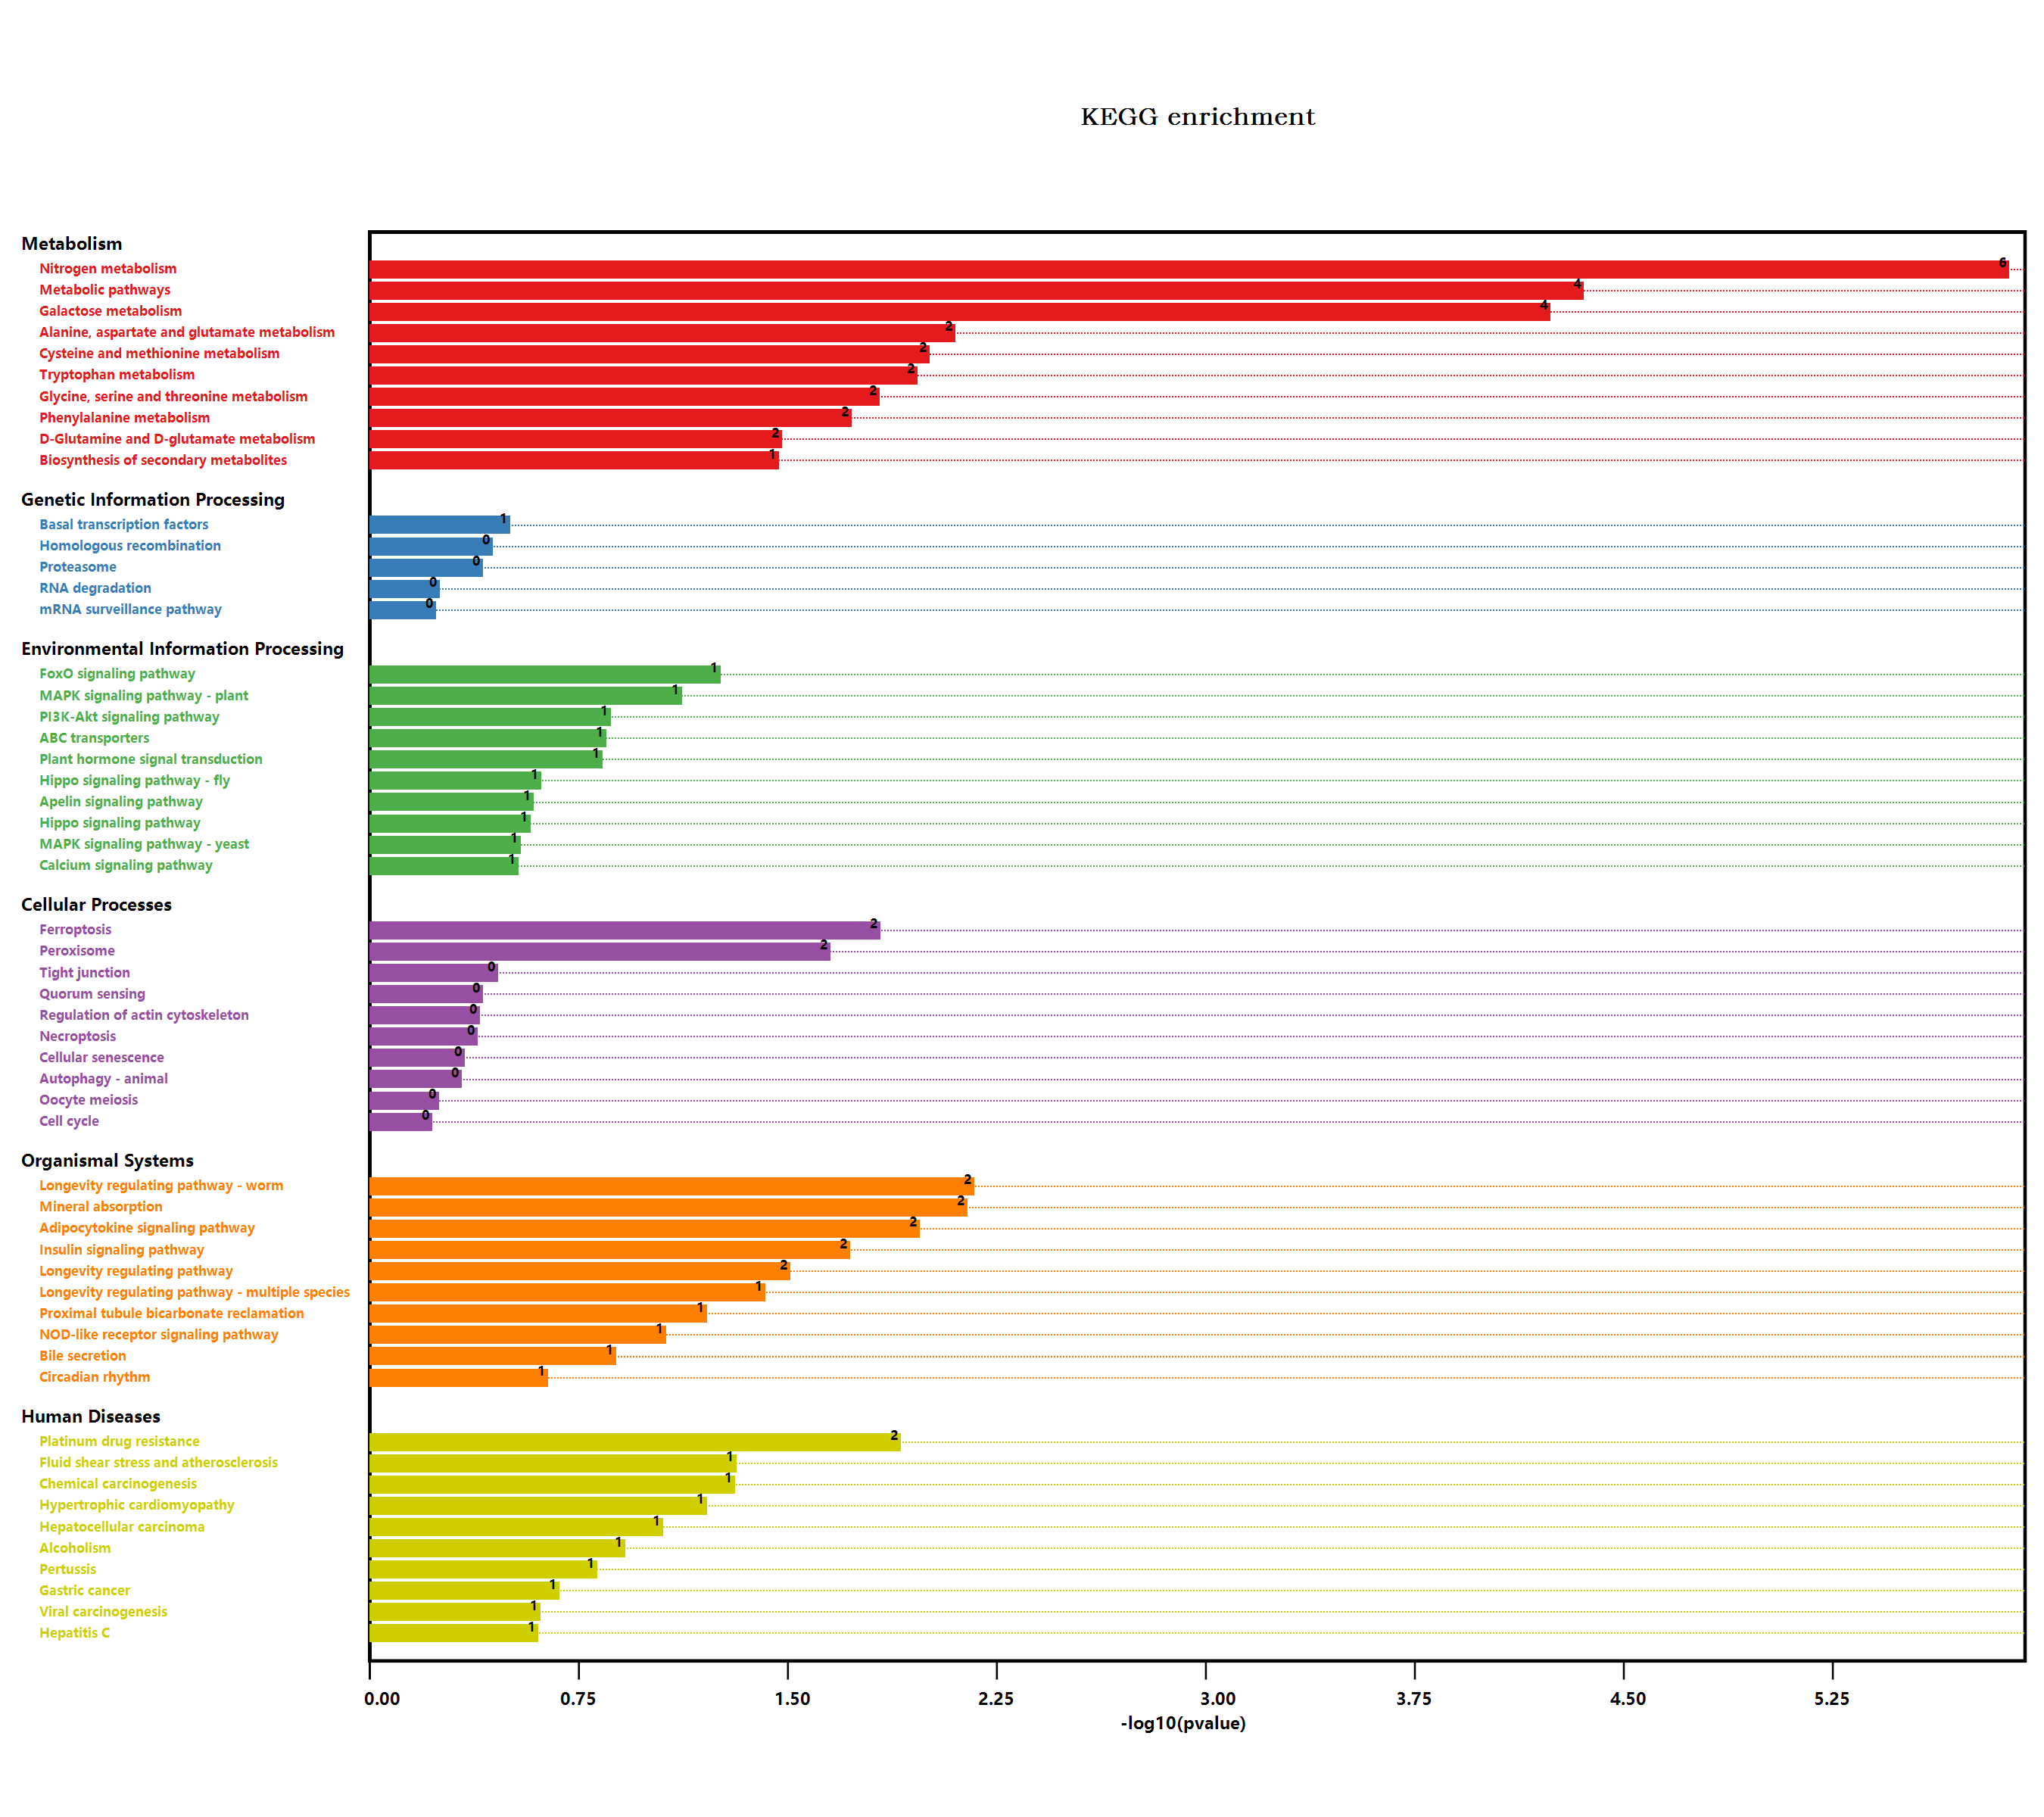 KEGG enrichment
Metabolism
Nitrogen metabolism 6
Metabolic pathways 4
Galactose metabolism 4
Alanine, aspartate and glutamate metabolism 2
Cysteine and methionine metabolism 2
Tryptophan metabolism 2
Glycine, serine and threonine metabolism 2
Phenylalanine metabolism 2
D-Glutamine and D-glutamate metabolism 2
Biosynthesis of secondary metabolites 1
Genetic Information Processing
Basal transcription factors 1
Homologous recombination 0
Proteasome 0
RNA degradation 0
mRNA surveillance pathway 0
Environmental Information Processing
FoxO signaling pathway 1
MAPK signaling pathway - plant 1
PI3K-Akt signaling pathway 1
ABC transporters 1
Plant hormone signal transduction 1
Hippo signaling pathway - fly 1
Apelin signaling pathway 1
Hippo signaling pathway 1
MAPK signaling pathway - yeast 1
Calcium signaling pathway 1
Cellular Processes
Ferroptosis 2
Peroxisome 2
Tight junction 0
Quorum sensing 0
Regulation of actin cytoskeleton 0
Necroptosis 0
Cellular senescence 0
Autophagy - animal 0
Oocyte meiosis 0
Cell cycle 0
Organismal Systems
Longevity regulating pathway - worm 2
Mineral absorption 2
Adipocytokine signaling pathway 2
Insulin signaling pathway 2
Longevity regulating pathway 2
Longevity regulating pathway - multiple species 1
Proximal tubule bicarbonate reclamation 1
NOD-like receptor signaling pathway 1
Bile secretion 1
Circadian rhythm 1
Human Diseases
Platinum drug resistance 2
Fluid shear stress and atherosclerosis 1
Chemical carcinogenesis 1
Hypertrophic cardiomyopathy 1
Hepatocellular carcinoma 1
Alcoholism 1
Pertussis 1
Gastric cancer 1
Viral carcinogenesis 1
Hepatitis C 1
0.00 0.75 1.50 2.25 3.00 3.75 4.50 5.25
-log10(pvalue)